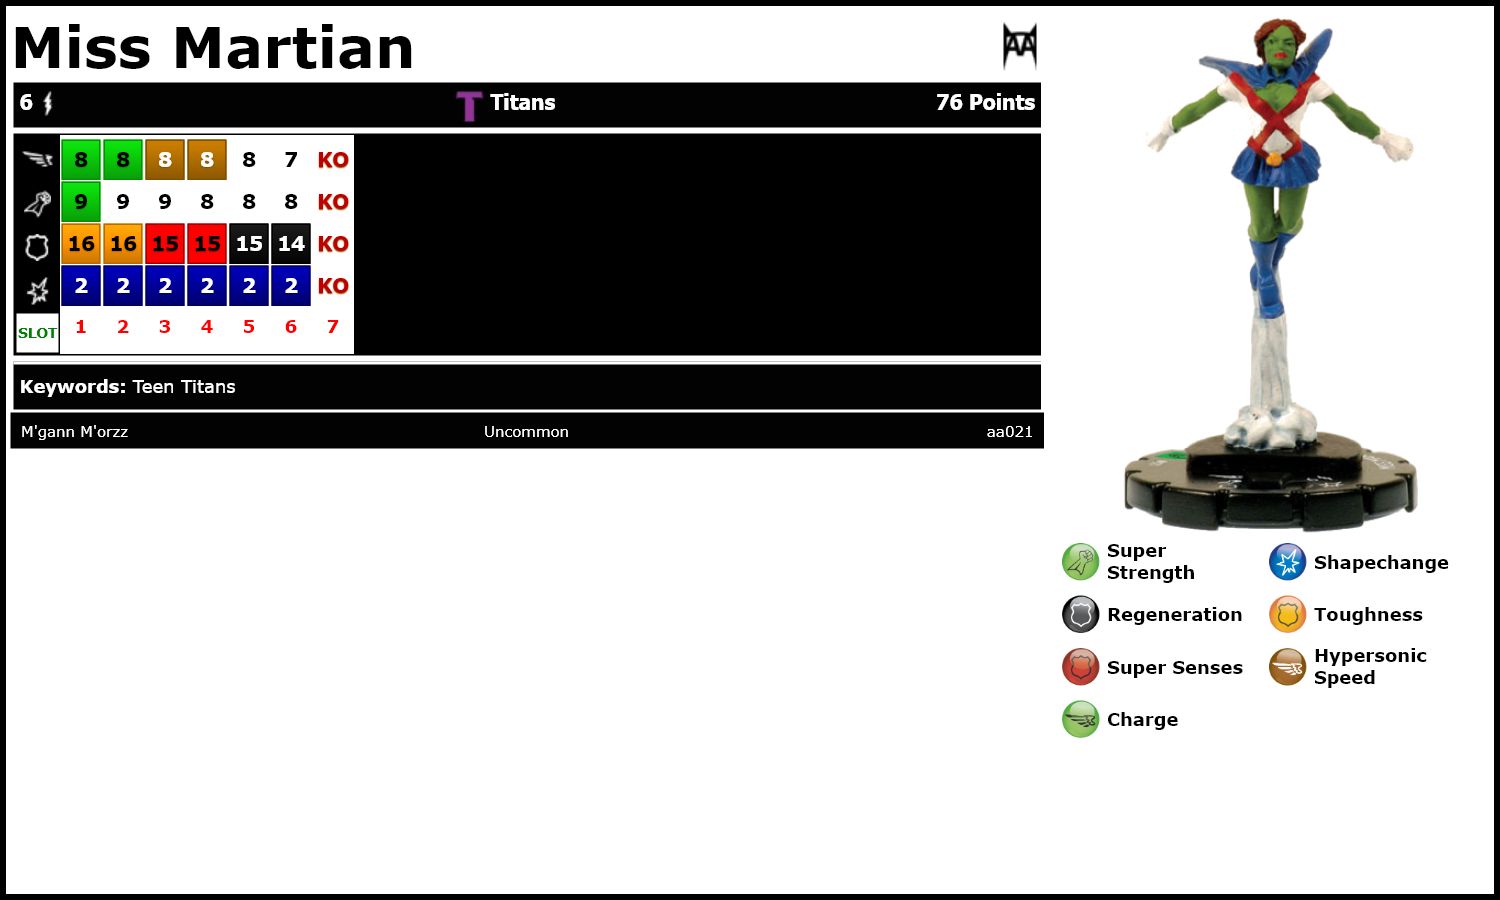 Miss Martian
6 T Titans 76 Points
8 8 8 8 8 7 KO
9 9 9 8 8 8 KO
16 16 15 15 15 14 KO
2 2 2 2 2 2 KO
SLOT 1 2 3 4 5 6 7
Keywords: Teen Titans
M'gann M'orzz Uncommon aa021
Super Strength
Shapechange
Regeneration
Toughness
Super Senses
Hypersonic Speed
Charge